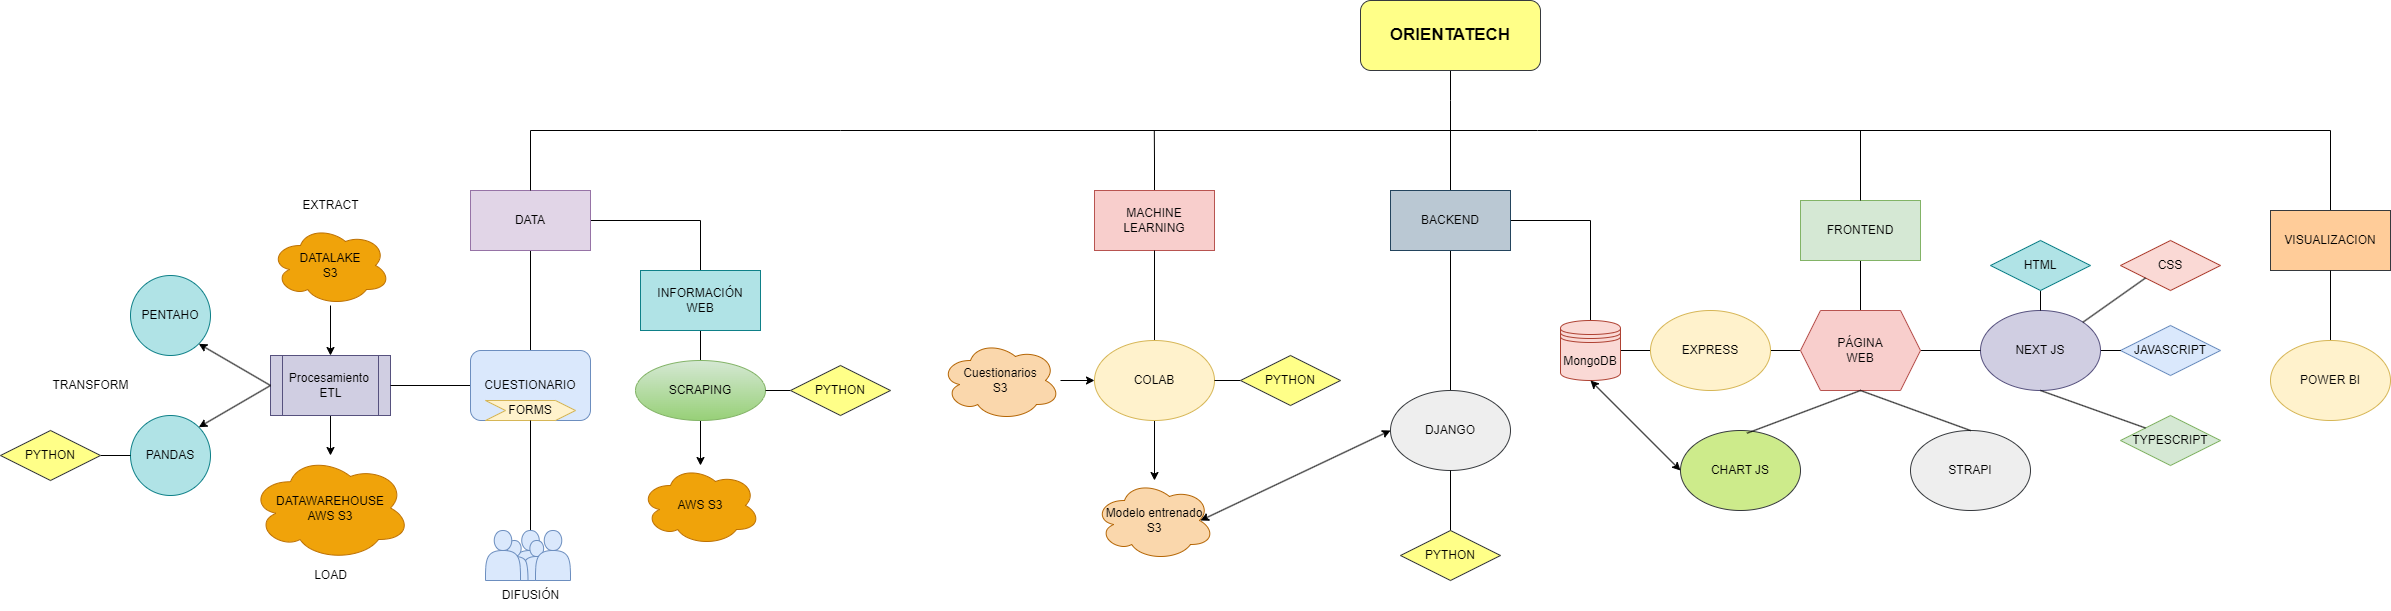 ORIENTATECH
EXTRACT
DATALAKE
S3
PENTAHO
TRANSFORM
Procesamiento
ETL
PYTHON
PANDAS
DATAWAREHOUSE
AWS S3
LOAD
DATA
CUESTIONARIO
FORMS
DIFUSIÓN
INFORMACIÓN
WEB
SCRAPING
PYTHON
AWS S3
MACHINE
LEARNING
Cuestionarios
S3
COLAB
PYTHON
Modelo entrenado
S3
BACKEND
DJANGO
PYTHON
MongoDB
EXPRESS
FRONTEND
PÁGINA
WEB
CHART JS
STRAPI
NEXT JS
HTML
CSS
JAVASCRIPT
TYPESCRIPT
VISUALIZACION
POWER BI